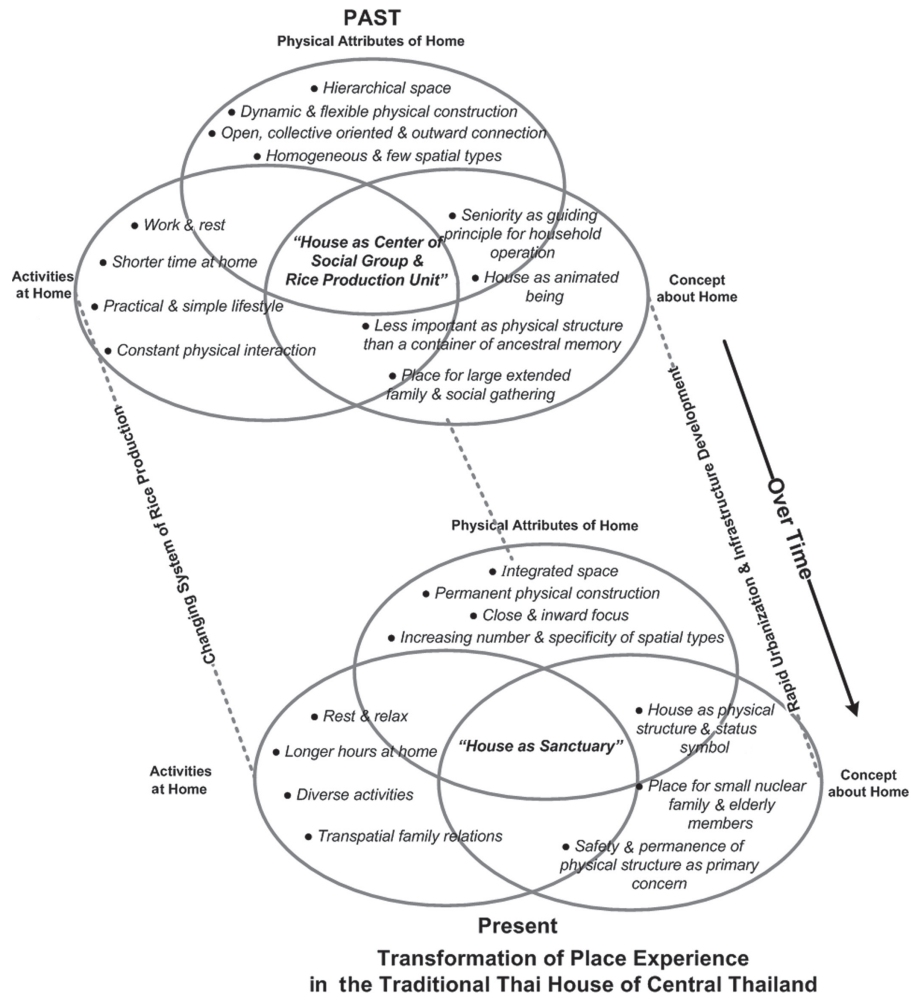 PAST
Physical Attributes of Home
• Hierarchical space
• Dynamic & flexible physical construction
• Open, collective oriented & outward connection
• Homogeneous & few spatial types
Activities
at Home
• Work & rest
• Shorter time at home
• Practical & simple lifestyle
• Constant physical interaction
“House as Center of
Social Group &
Rice Production Unit”
• Seniority as guiding
principle for household
operation
• House as animated
being
• Less important as physical structure
than a container of ancestral memory
• Place for large extended
family & social gathering
Concept
about Home
Changing System of Rice Production
Rapid Urbanization & Infrastructure Development
Over Time
Physical Attributes of Home
• Integrated space
• Permanent physical construction
• Close & inward focus
• Increasing number & specificity of spatial types
Activities
at Home
• Rest & relax
• Longer hours at home
• Diverse activities
• Transpatial family relations
“House as Sanctuary”
• House as physical
structure & status
symbol
• Place for small nuclear
family & elderly
members
• Safety & permanence of
physical structure as primary
concern
Concept
about Home
Present
Transformation of Place Experience
in the Traditional Thai House of Central Thailand